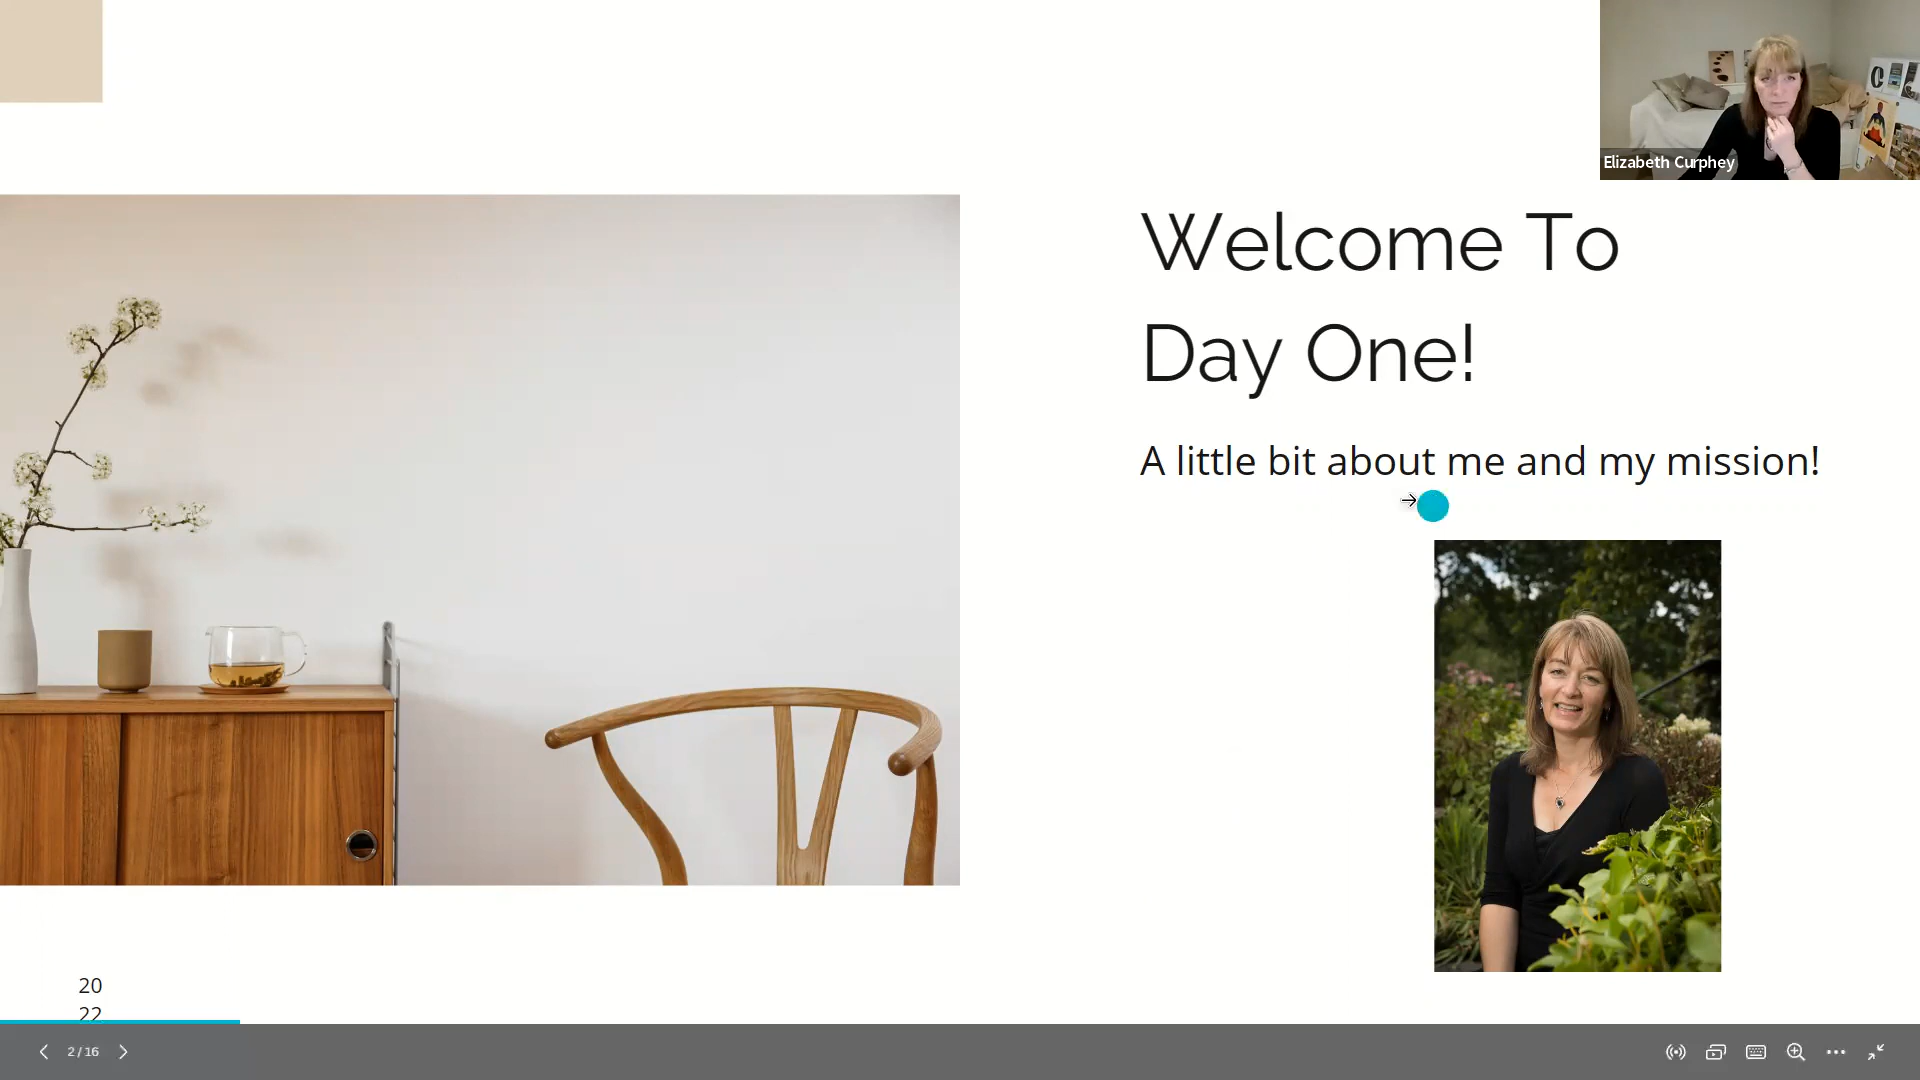 Elizabeth Curphey
Welcome To
Day One!
A little bit about me and my mission!
20
22
2 / 16